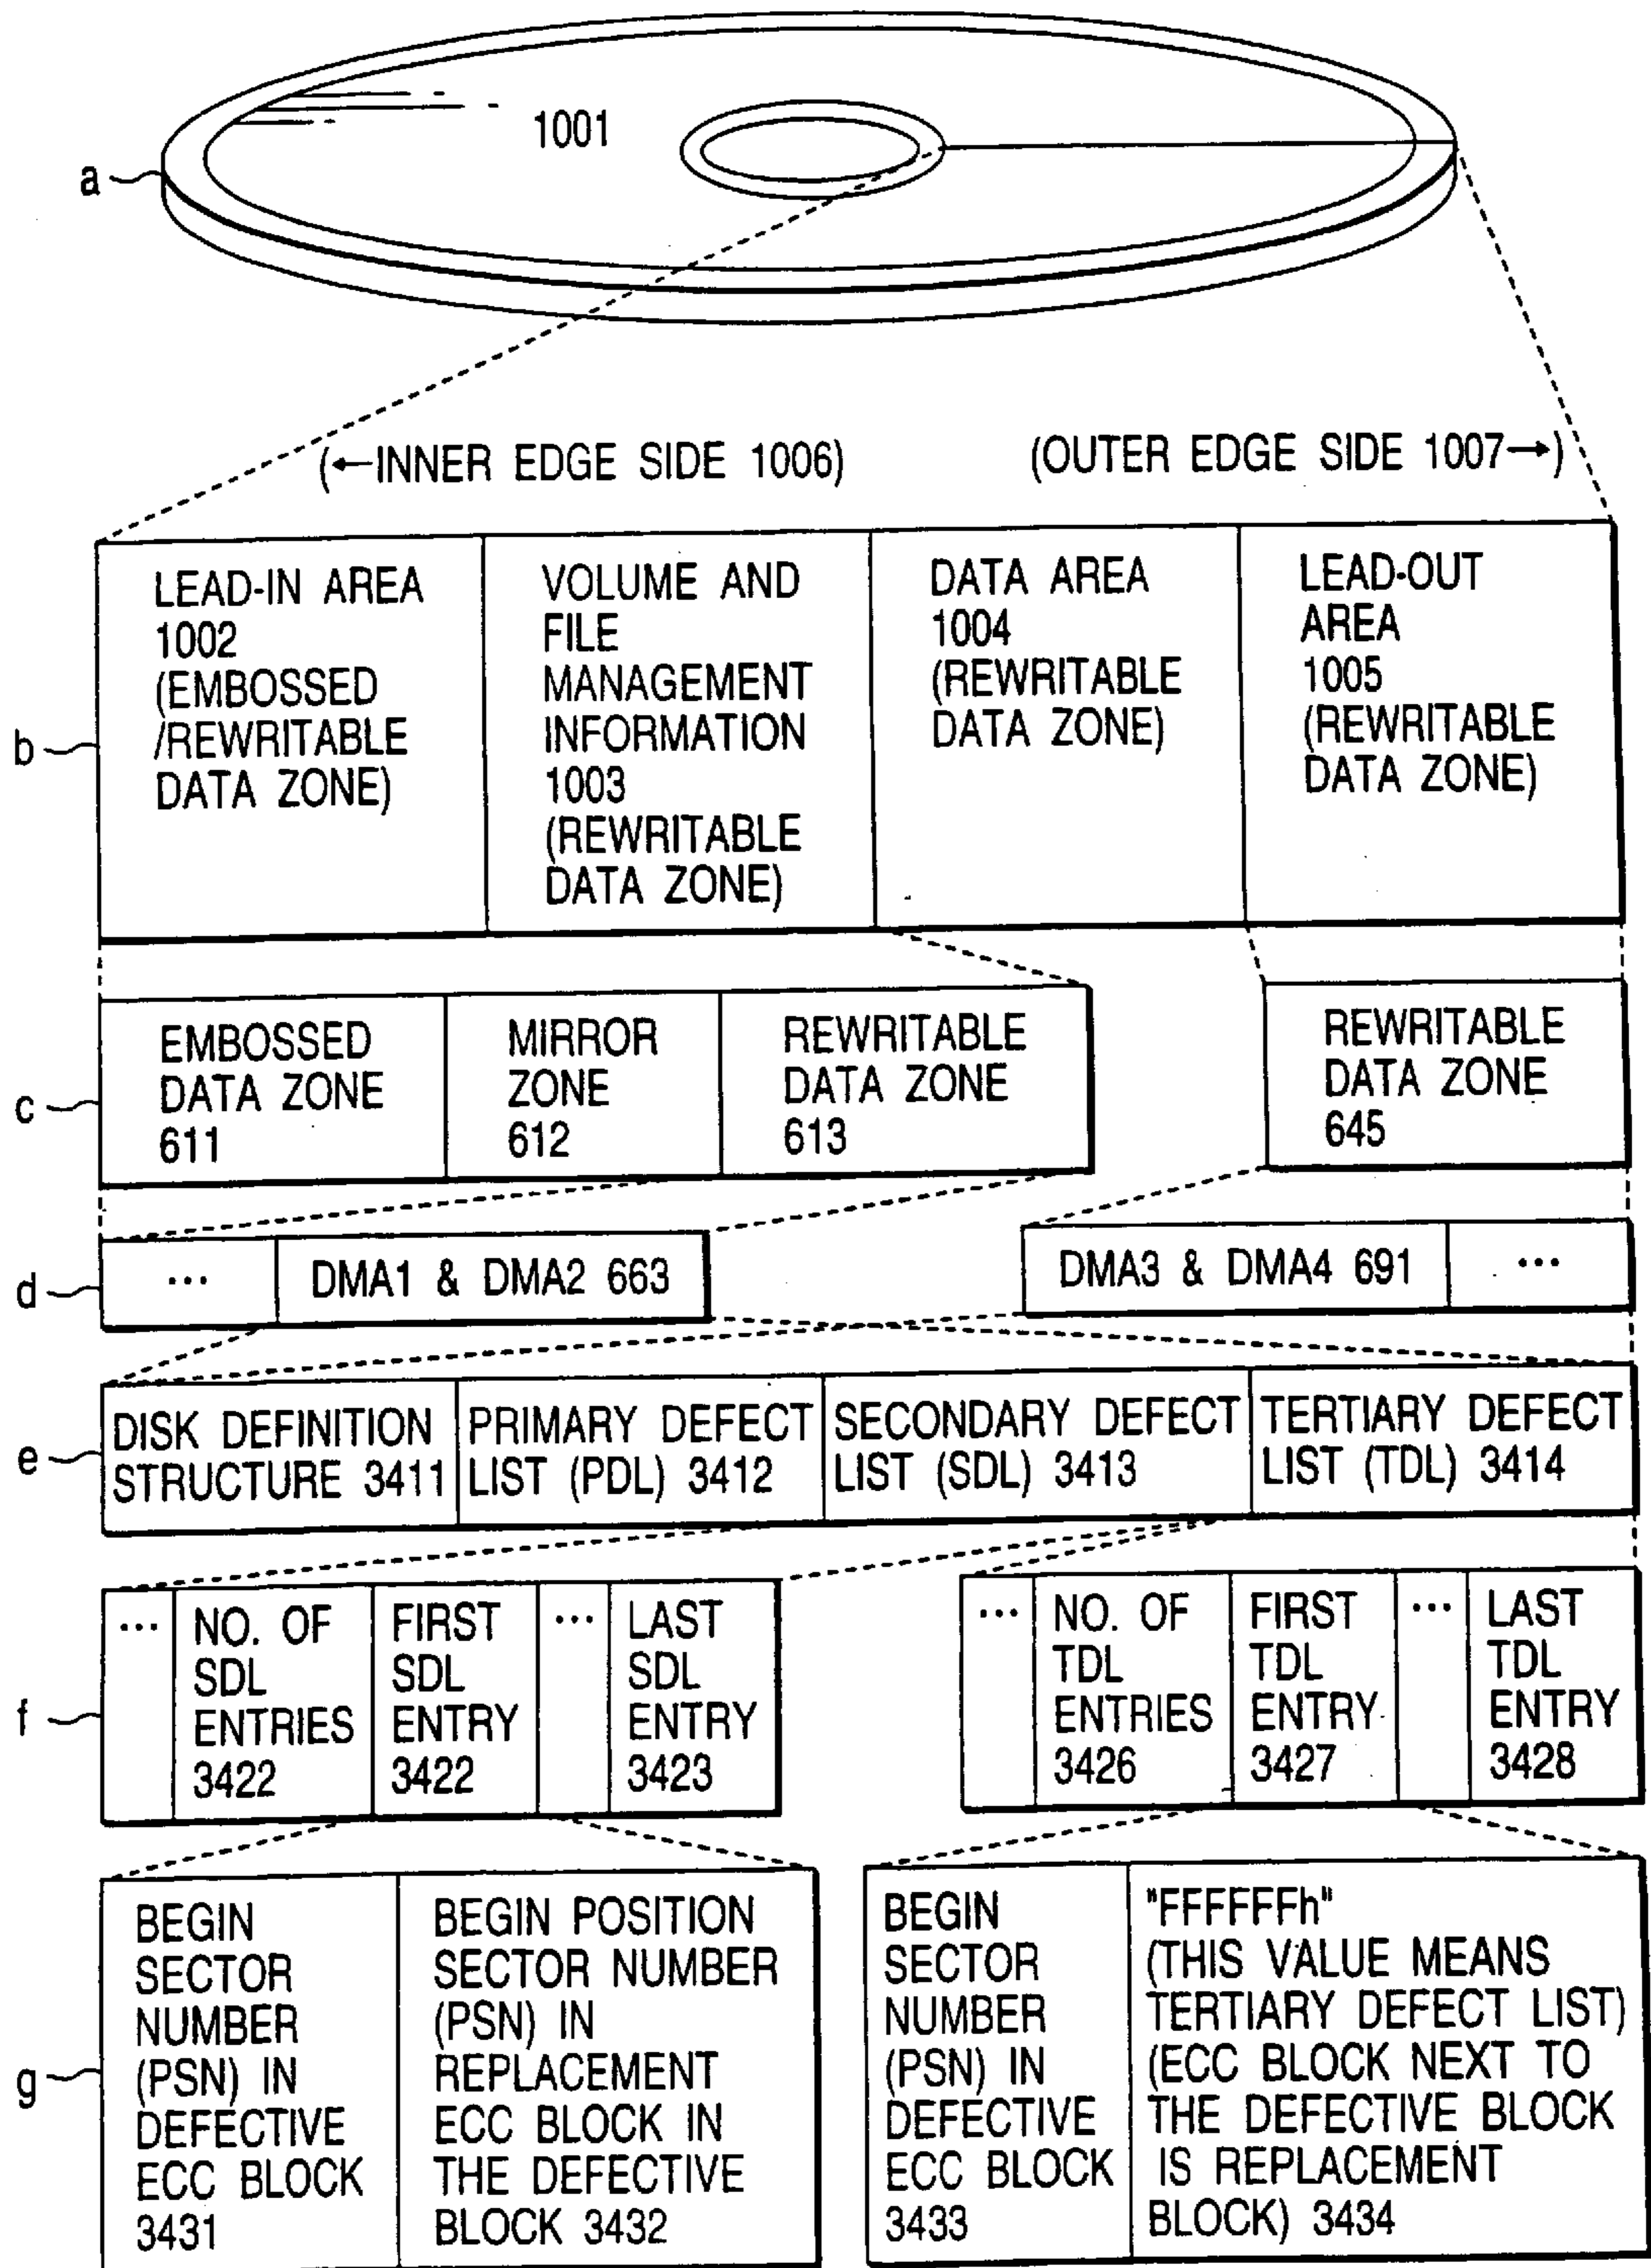 1001
a
(←INNER EDGE SIDE 1006)
(OUTER EDGE SIDE 1007→)
b
LEAD-IN AREA
1002
(EMBOSSED
/REWRITABLE
DATA ZONE)
VOLUME AND
FILE
MANAGEMENT
INFORMATION
1003
(REWRITABLE
DATA ZONE)
DATA AREA
1004
(REWRITABLE
DATA ZONE)
LEAD-OUT
AREA
1005
(REWRITABLE
DATA ZONE)
c
EMBOSSED
DATA ZONE
611
MIRROR
ZONE
612
REWRITABLE
DATA ZONE
613
REWRITABLE
DATA ZONE
645
d
...
DMA1 & DMA2 663
DMA3 & DMA4 691
...
e
DISK DEFINITION
STRUCTURE 3411
PRIMARY DEFECT
LIST (PDL) 3412
SECONDARY DEFECT
LIST (SDL) 3413
TERTIARY DEFECT
LIST (TDL) 3414
f
...
NO. OF
SDL
ENTRIES
3422
FIRST
SDL
ENTRY
3422
...
LAST
SDL
ENTRY
3423
...
NO. OF
TDL
ENTRIES
3426
FIRST
TDL
ENTRY
3427
...
LAST
TDL
ENTRY
3428
g
BEGIN
SECTOR
NUMBER
(PSN) IN
DEFECTIVE
ECC BLOCK
3431
BEGIN POSITION
SECTOR NUMBER
(PSN) IN
REPLACEMENT
ECC BLOCK IN
THE DEFECTIVE
BLOCK 3432
BEGIN
SECTOR
NUMBER
(PSN) IN
DEFECTIVE
ECC BLOCK
3433
"FFFFFFh"
(THIS VALUE MEANS
TERTIARY DEFECT LIST)
(ECC BLOCK NEXT TO
THE DEFECTIVE BLOCK
IS REPLACEMENT
BLOCK) 3434